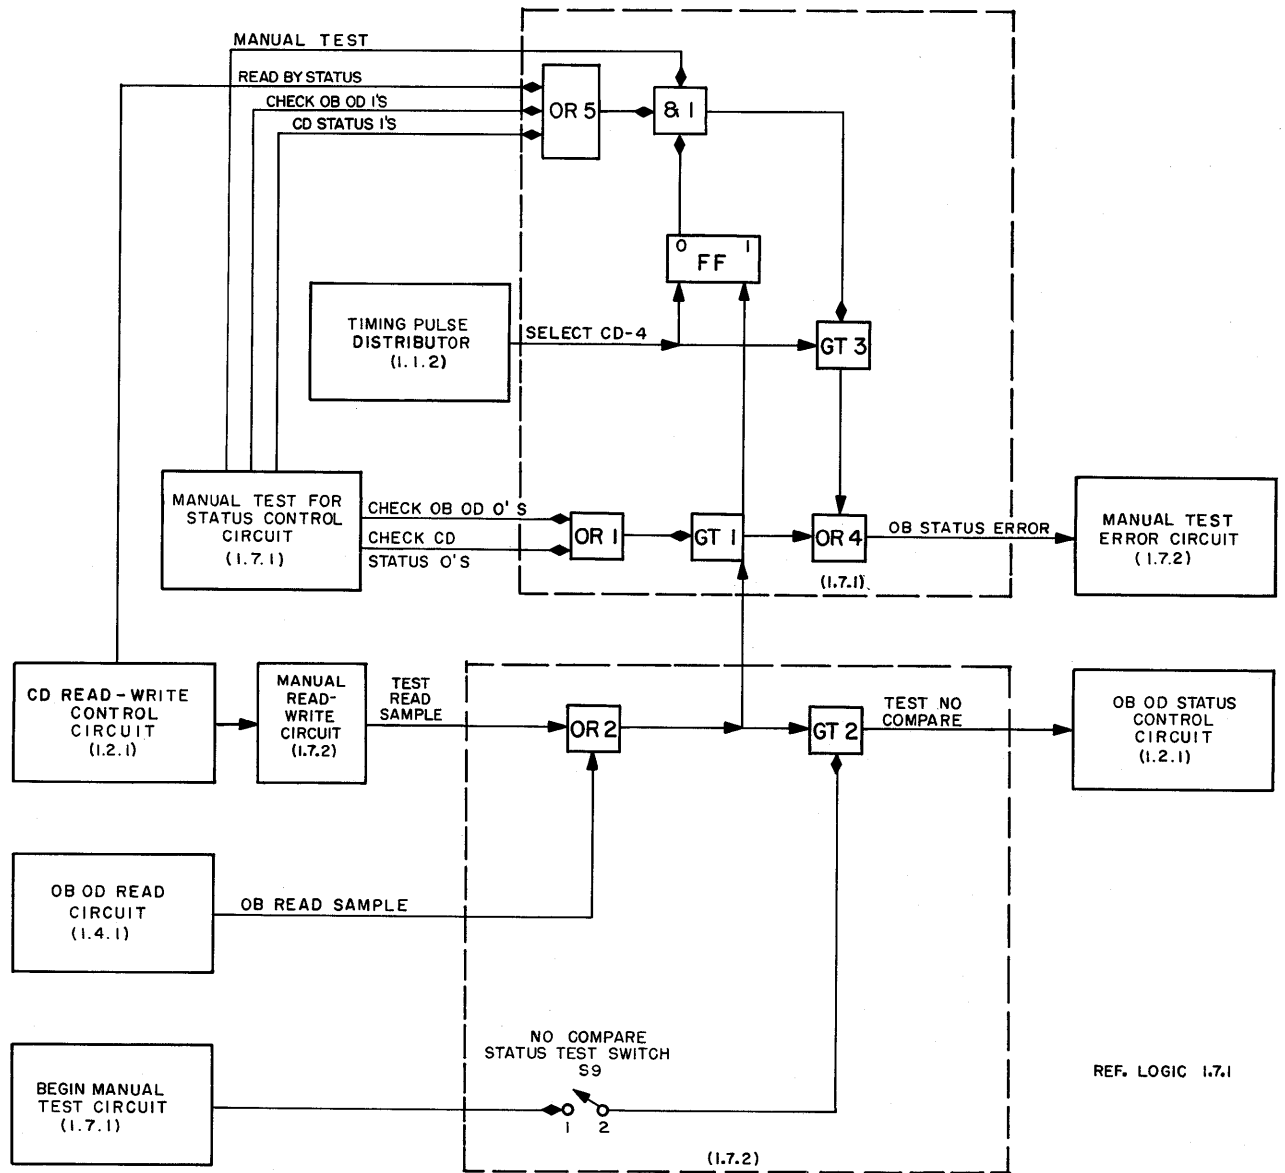 MANUAL TEST
READ BY STATUS
CHECK OB OD 1'S
CD STATUS 1'S
OR 5
& 1
0 1
FF
TIMING PULSE
DISTRIBUTOR
(1.1.2)
SELECT CD-4
GT 3
MANUAL TEST FOR
STATUS CONTROL
CIRCUIT
(1.7.1)
CHECK OB OD 0'S
CHECK CD
STATUS 0'S
OR 1
GT 1
OR 4
OB STATUS ERROR
MANUAL TEST
ERROR CIRCUIT
(1.7.2)
(1.7.1)
CD READ-WRITE
CONTROL
CIRCUIT
(1.2.1)
MANUAL
READ-
WRITE
CIRCUIT
(1.7.2)
TEST
READ
SAMPLE
OR 2
GT 2
TEST NO
COMPARE
OB OD STATUS
CONTROL
CIRCUIT
(1.2.1)
OB OD READ
CIRCUIT
(1.4.1)
OB READ SAMPLE
NO COMPARE
STATUS TEST SWITCH
S9
1 2
BEGIN MANUAL
TEST CIRCUIT
(1.7.1)
REF. LOGIC 1.7.1
(1.7.2)